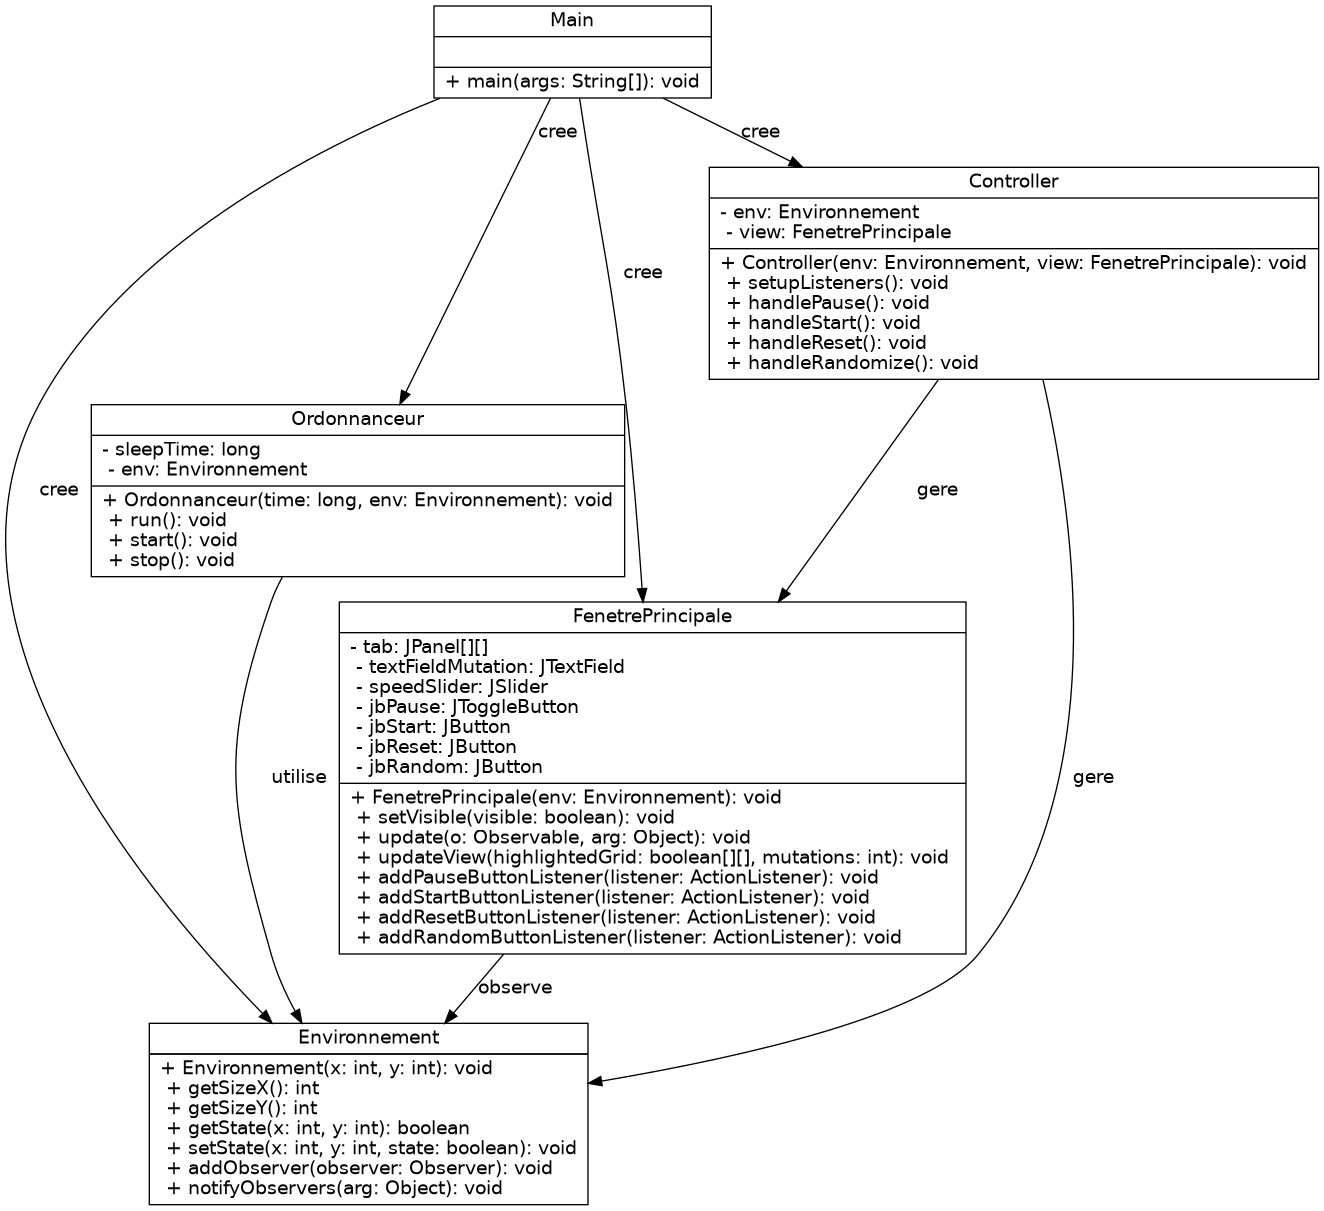 Main
+ main(args: String[]): void
cree
cree
cree
cree
Controller
- env: Environnement
- view: FenetrePrincipale
+ Controller(env: Environnement, view: FenetrePrincipale): void
+ setupListeners(): void
+ handlePause(): void
+ handleStart(): void
+ handleReset(): void
+ handleRandomize(): void
Ordonnanceur
- sleepTime: long
- env: Environnement
+ Ordonnanceur(time: long, env: Environnement): void
+ run(): void
+ start(): void
+ stop(): void
gere
FenetrePrincipale
- tab: JPanel[][]
- textFieldMutation: JTextField
- speedSlider: JSlider
- jbPause: JToggleButton
- jbStart: JButton
- jbReset: JButton
- jbRandom: JButton
+ FenetrePrincipale(env: Environnement): void
+ setVisible(visible: boolean): void
+ update(o: Observable, arg: Object): void
+ updateView(highlightedGrid: boolean[][], mutations: int): void
+ addPauseButtonListener(listener: ActionListener): void
+ addStartButtonListener(listener: ActionListener): void
+ addResetButtonListener(listener: ActionListener): void
+ addRandomButtonListener(listener: ActionListener): void
utilise
gere
observe
Environnement
+ Environnement(x: int, y: int): void
+ getSizeX(): int
+ getSizeY(): int
+ getState(x: int, y: int): boolean
+ setState(x: int, y: int, state: boolean): void
+ addObserver(observer: Observer): void
+ notifyObservers(arg: Object): void